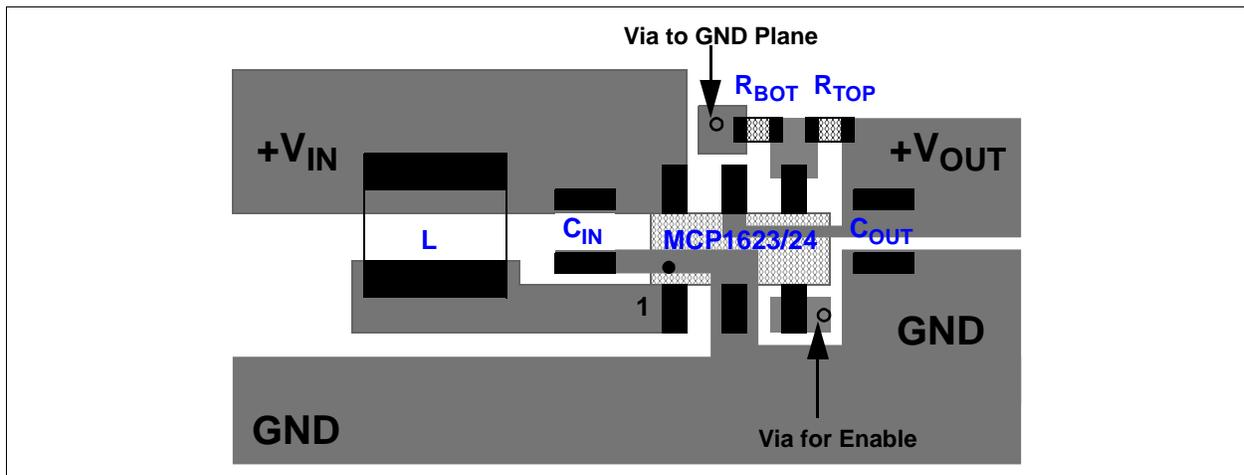 Via to GND Plane
RBOT RTOP
+VIN
+VOUT
L
CIN
MCP1623/24
COUT
1
GND
GND
Via for Enable